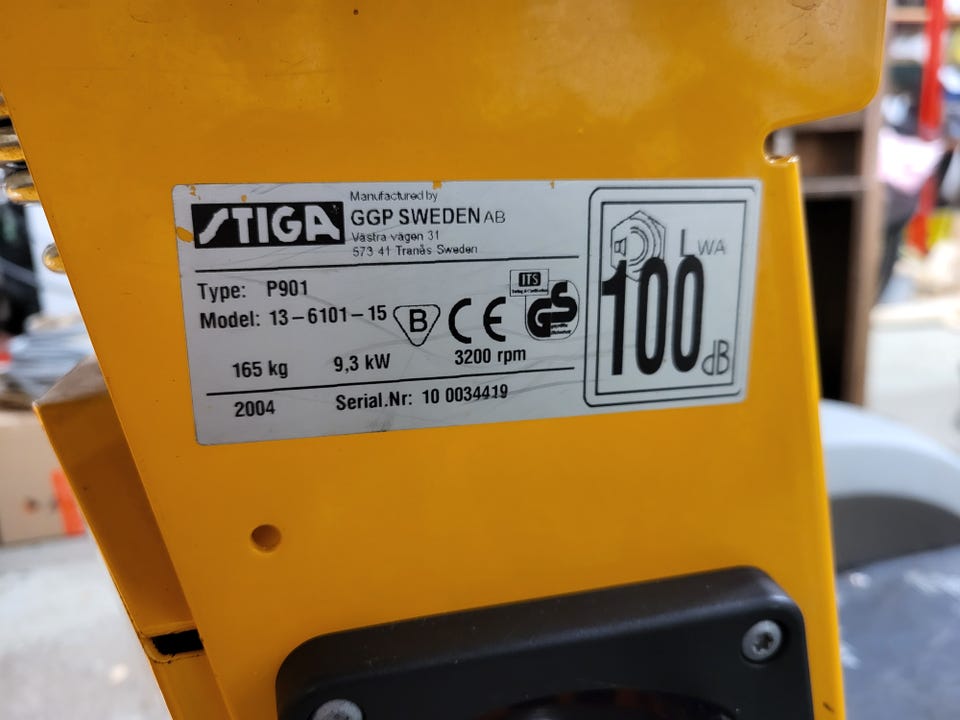 STIGA
Manufactured by
GGP SWEDEN AB
Västra vägen 31
573 41 Tranås Sweden
Type: P901
Model: 13-6101-15
B
CE
ITS
GS
165 kg
9,3 kW
3200 rpm
2004
Serial.Nr: 10 0034419
LWA
100
dB